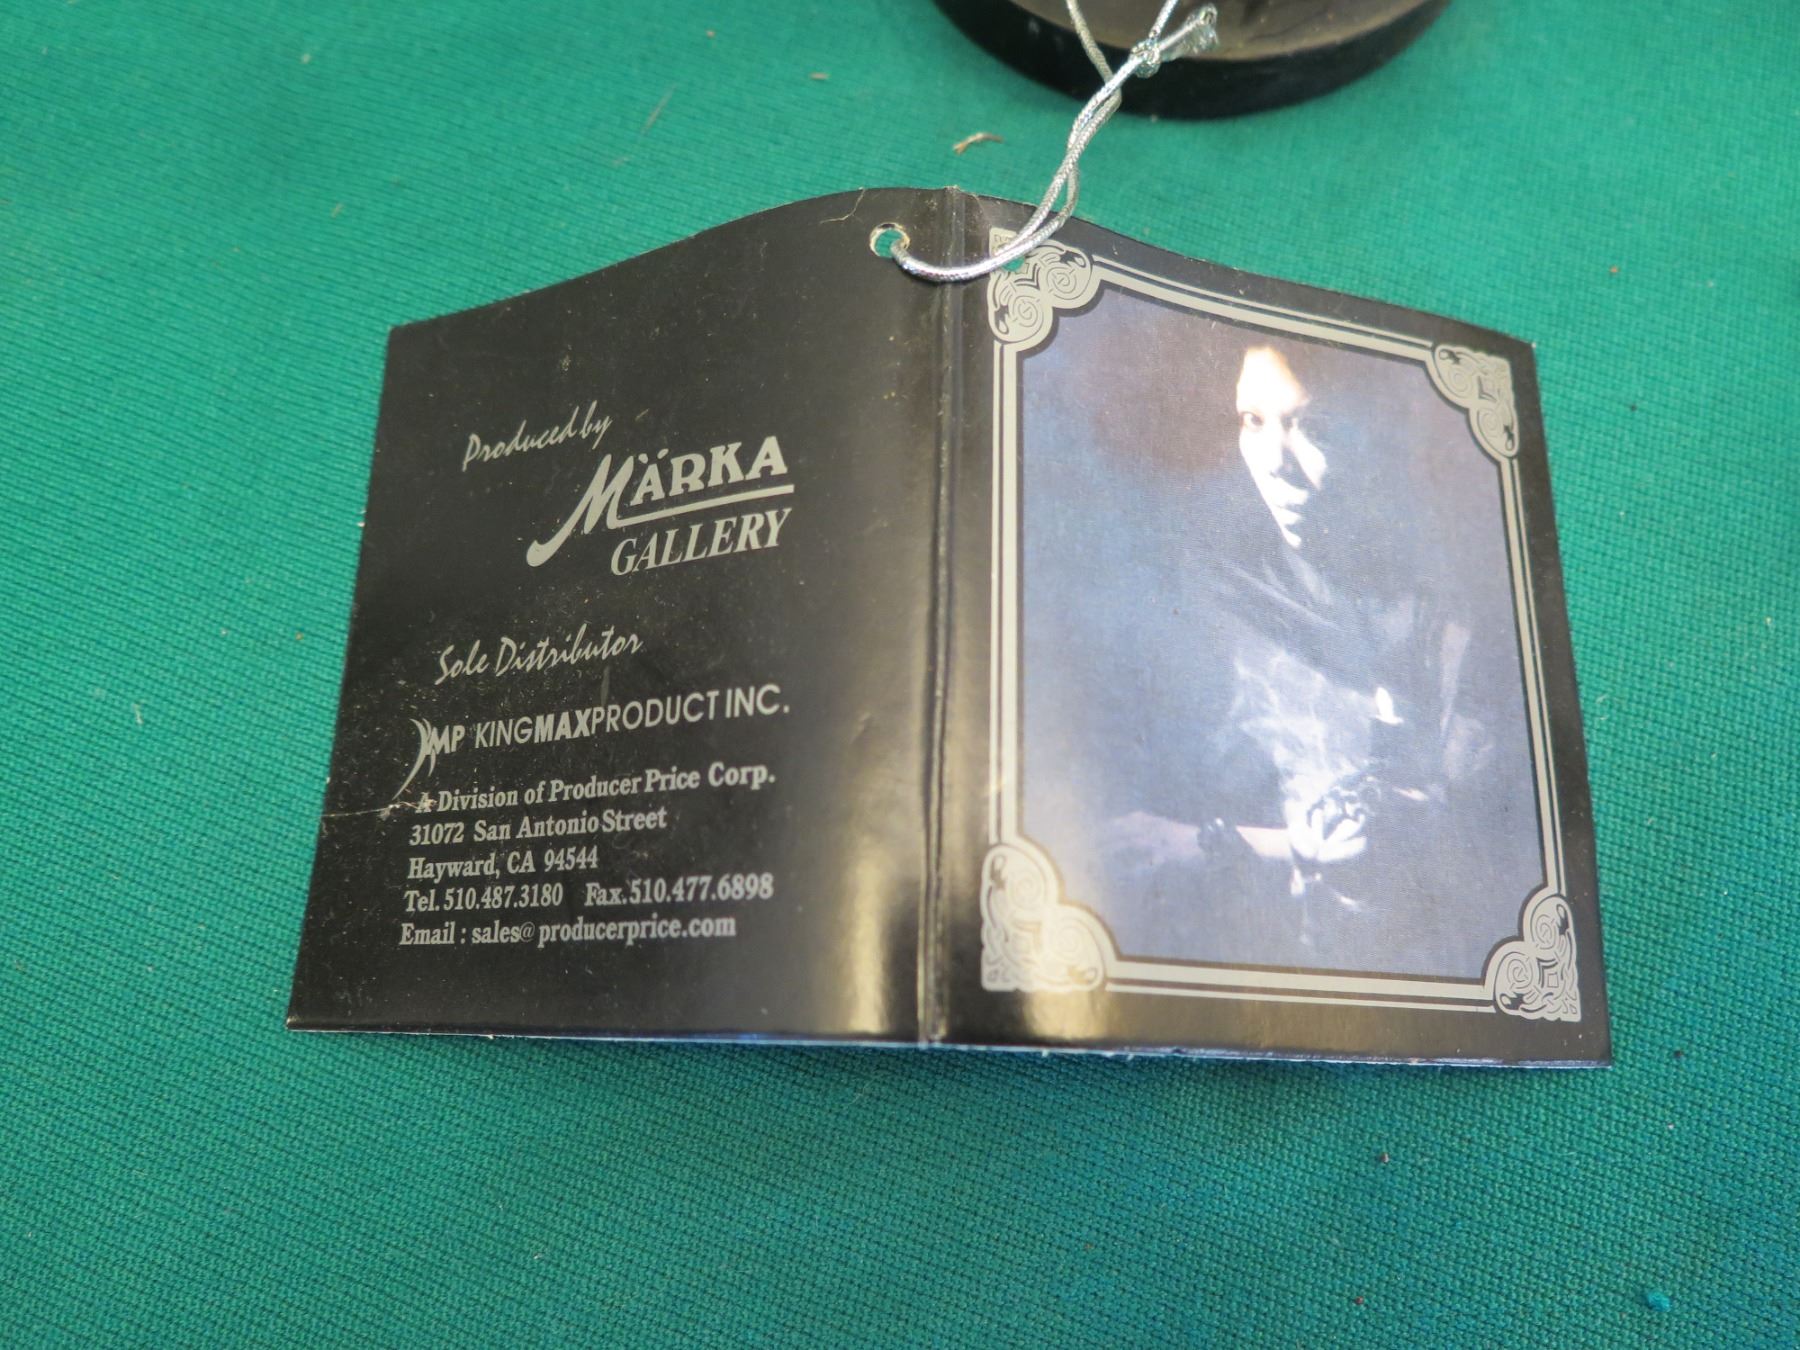 Produced by
MÄRKA
GALLERY
Sole Distributor
KMP KINGMAXPRODUCT INC.
A Division of Producer Price Corp.
31072 San Antonio Street
Hayward, CA 94544
Tel. 510.487.3180 Fax. 510.477.6898
Email : sales@producerprice.com